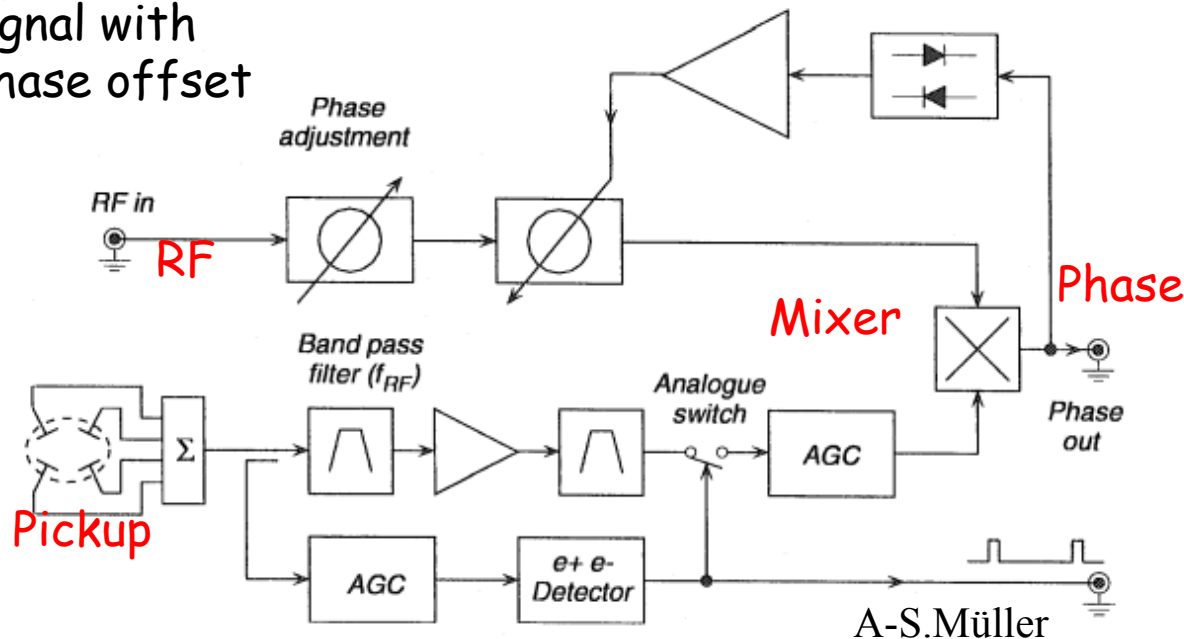 gnal with
hase offset
Phase
adjustment
RF in
RF
Mixer
Phase
Phase
out
Band pass
filter (fRF)
Analogue
switch
AGC
Σ
Pickup
AGC
e+ e-
Detector
A-S.Müller